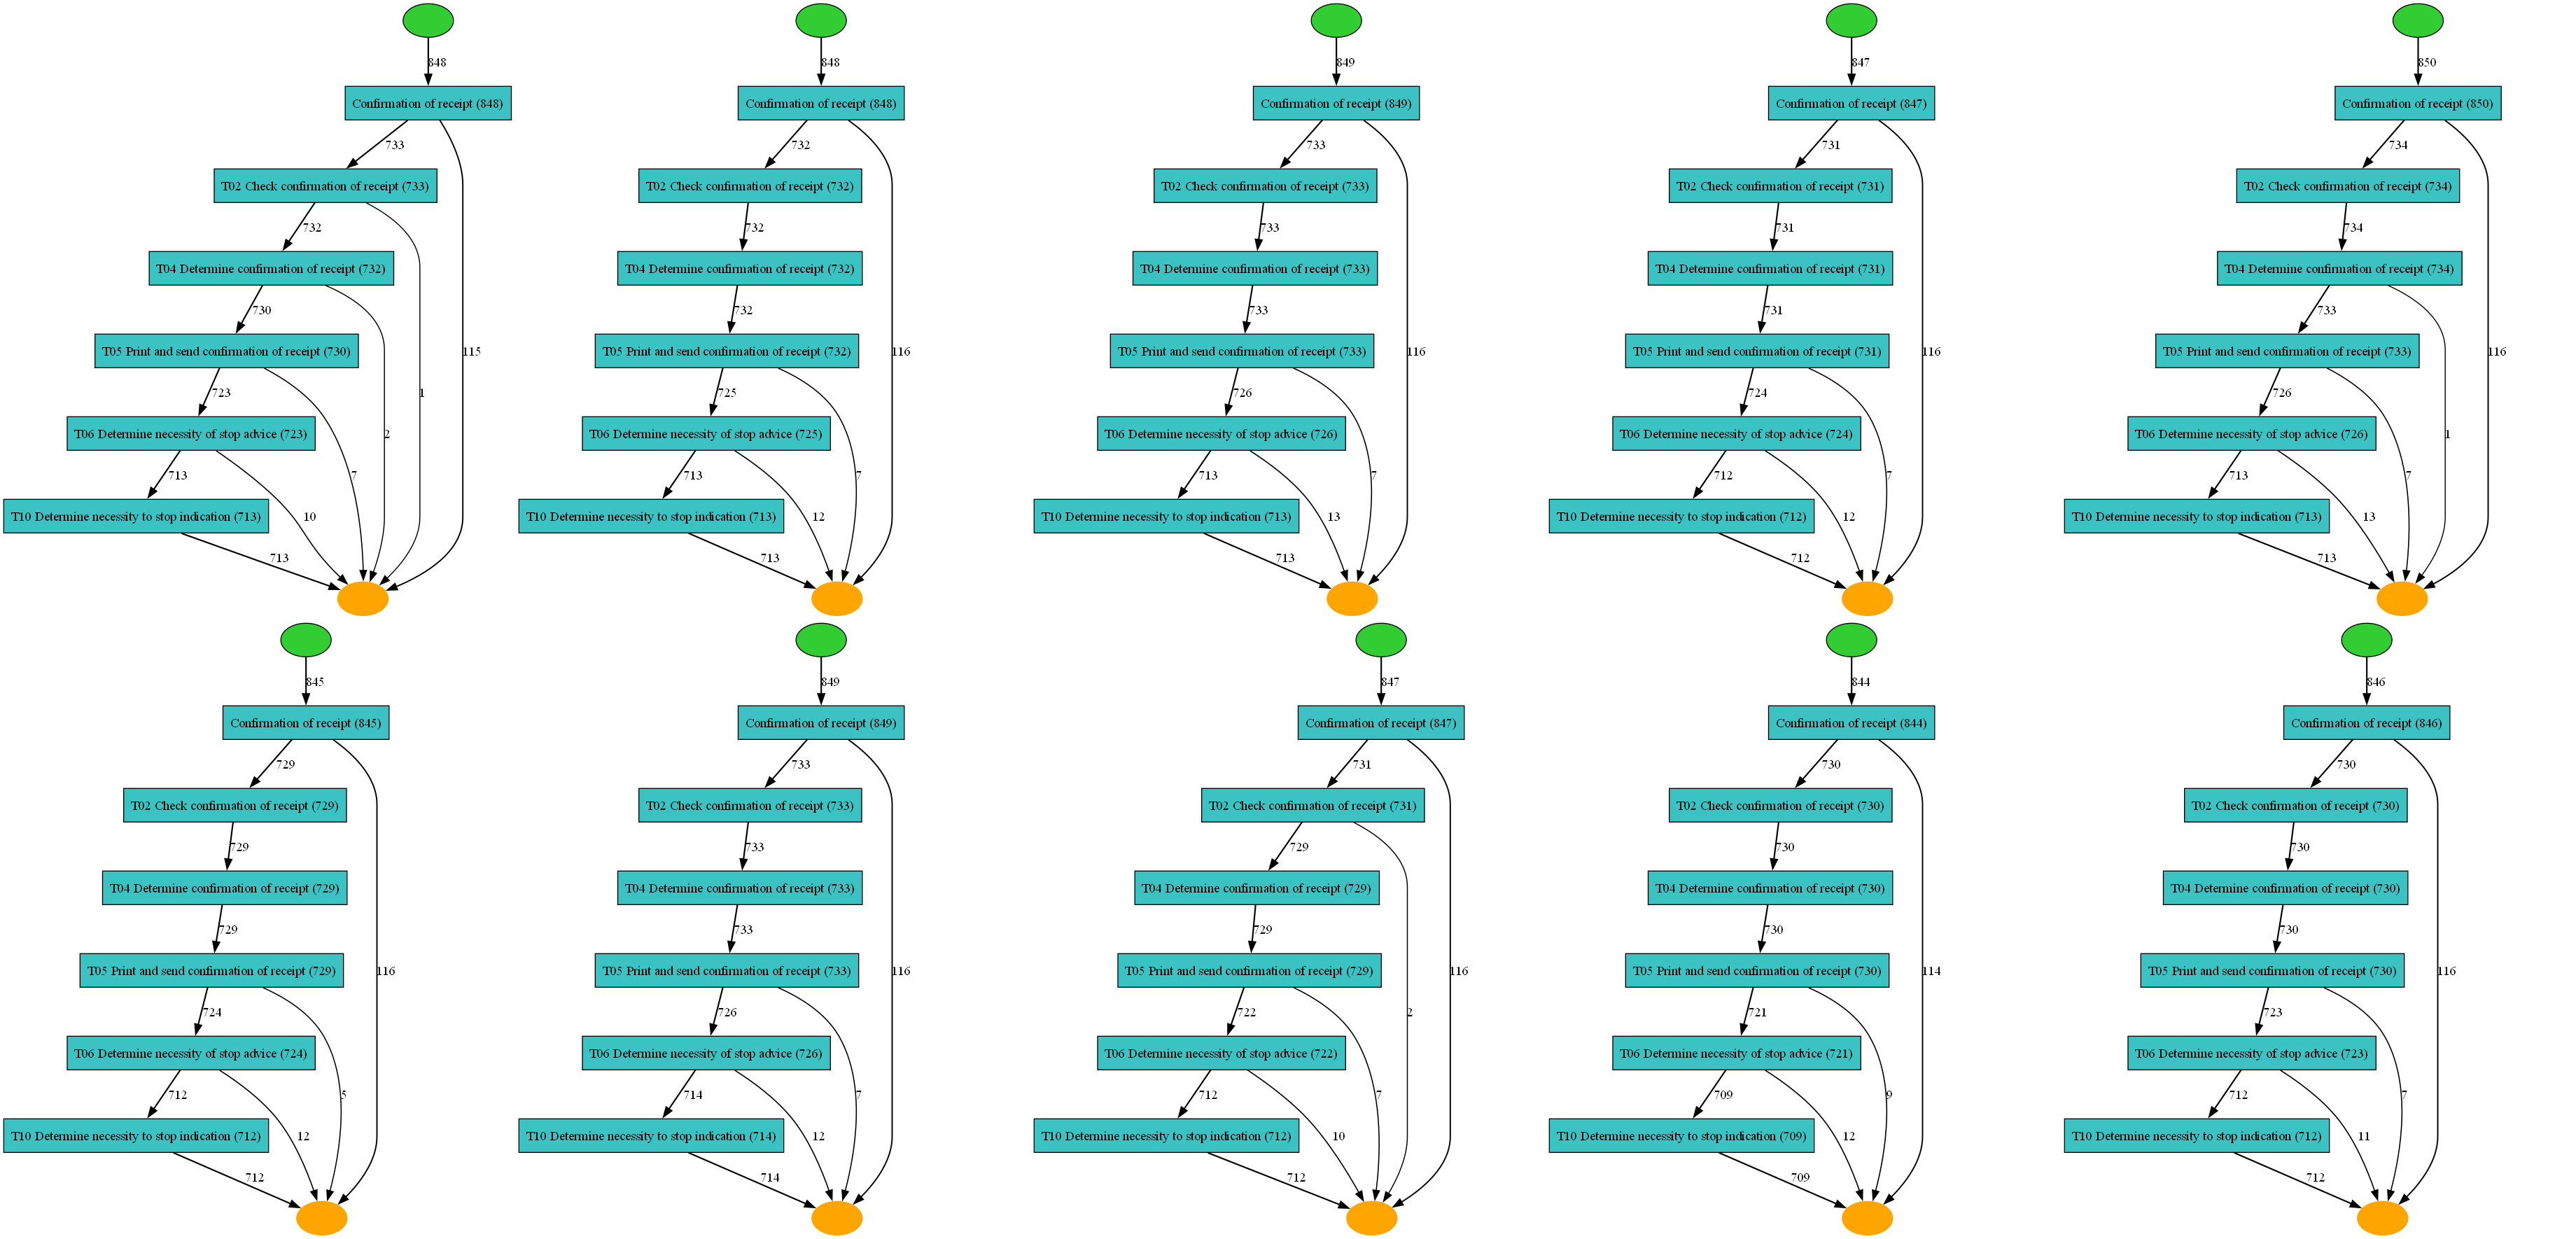 848
Confirmation of receipt (848)
733
T02 Check confirmation of receipt (733)
732
T04 Determine confirmation of receipt (732)
730
T05 Print and send confirmation of receipt (730)
115
1
2
723
7
T06 Determine necessity of stop advice (723)
713
10
T10 Determine necessity to stop indication (713)
713
848
Confirmation of receipt (848)
732
T02 Check confirmation of receipt (732)
732
T04 Determine confirmation of receipt (732)
732
T05 Print and send confirmation of receipt (732)
116
725
T06 Determine necessity of stop advice (725)
713
7
12
T10 Determine necessity to stop indication (713)
713
849
Confirmation of receipt (849)
733
T02 Check confirmation of receipt (733)
733
T04 Determine confirmation of receipt (733)
733
T05 Print and send confirmation of receipt (733)
116
726
T06 Determine necessity of stop advice (726)
713
7
13
T10 Determine necessity to stop indication (713)
713
847
Confirmation of receipt (847)
731
T02 Check confirmation of receipt (731)
731
T04 Determine confirmation of receipt (731)
731
T05 Print and send confirmation of receipt (731)
116
724
T06 Determine necessity of stop advice (724)
712
7
12
T10 Determine necessity to stop indication (712)
712
850
Confirmation of receipt (850)
734
T02 Check confirmation of receipt (734)
734
T04 Determine confirmation of receipt (734)
733
T05 Print and send confirmation of receipt (733)
116
726
1
T06 Determine necessity of stop advice (726)
713
7
13
T10 Determine necessity to stop indication (713)
713
845
Confirmation of receipt (845)
729
T02 Check confirmation of receipt (729)
729
T04 Determine confirmation of receipt (729)
729
T05 Print and send confirmation of receipt (729)
116
724
T06 Determine necessity of stop advice (724)
712
5
12
T10 Determine necessity to stop indication (712)
712
849
Confirmation of receipt (849)
733
T02 Check confirmation of receipt (733)
733
T04 Determine confirmation of receipt (733)
733
T05 Print and send confirmation of receipt (733)
116
726
T06 Determine necessity of stop advice (726)
714
7
12
T10 Determine necessity to stop indication (714)
714
847
Confirmation of receipt (847)
731
T02 Check confirmation of receipt (731)
729
T04 Determine confirmation of receipt (729)
729
T05 Print and send confirmation of receipt (729)
116
722
2
T06 Determine necessity of stop advice (722)
712
7
10
T10 Determine necessity to stop indication (712)
712
844
Confirmation of receipt (844)
730
T02 Check confirmation of receipt (730)
730
T04 Determine confirmation of receipt (730)
730
T05 Print and send confirmation of receipt (730)
114
721
T06 Determine necessity of stop advice (721)
709
9
12
T10 Determine necessity to stop indication (709)
709
846
Confirmation of receipt (846)
730
T02 Check confirmation of receipt (730)
730
T04 Determine confirmation of receipt (730)
730
T05 Print and send confirmation of receipt (730)
116
723
T06 Determine necessity of stop advice (723)
712
7
11
T10 Determine necessity to stop indication (712)
712